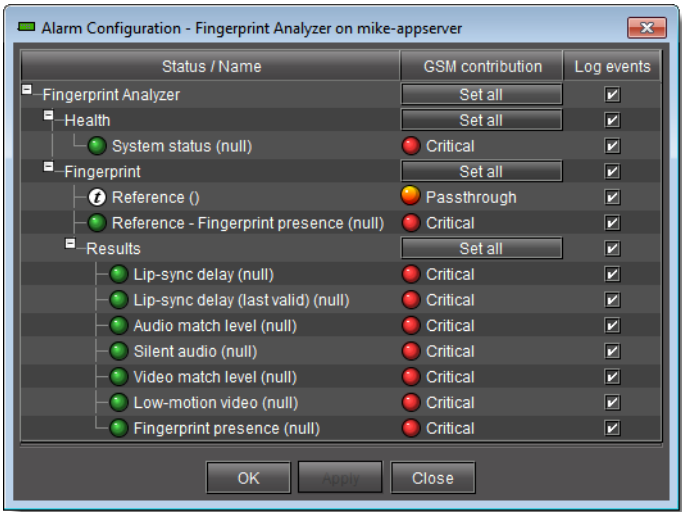 Alarm Configuration - Fingerprint Analyzer on mike-appserver
Status / Name GSM contribution Log events
Fingerprint Analyzer Set all
Health Set all
System status (null) Critical
Fingerprint Set all
t Reference () Passthrough
Reference - Fingerprint presence (null) Critical
Results Set all
Lip-sync delay (null) Critical
Lip-sync delay (last valid) (null) Critical
Audio match level (null) Critical
Silent audio (null) Critical
Video match level (null) Critical
Low-motion video (null) Critical
Fingerprint presence (null) Critical
OK Apply Close